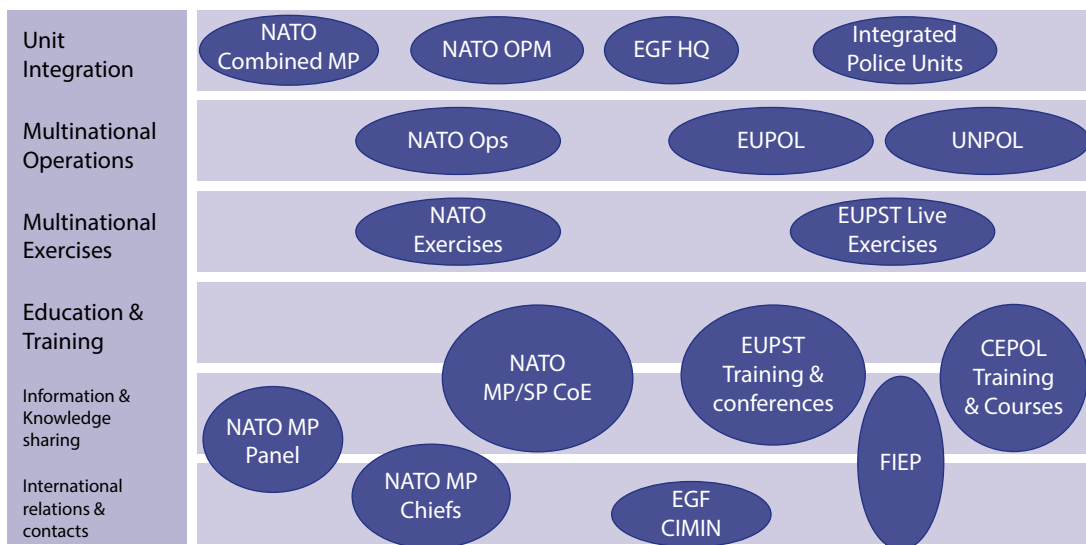 Unit
Integration
NATO
Combined MP
NATO OPM
EGF HQ
Integrated
Police Units
Multinational
Operations
NATO Ops
EUPOL
UNPOL
Multinational
Exercises
NATO
Exercises
EUPST Live
Exercises
Education &
Training
NATO
MP/SP CoE
EUPST
Training &
conferences
CEPOL
Training
& Courses
Information &
Knowledge
sharing
NATO MP
Panel
FIEP
International
relations &
contacts
NATO MP
Chiefs
EGF
CIMIN